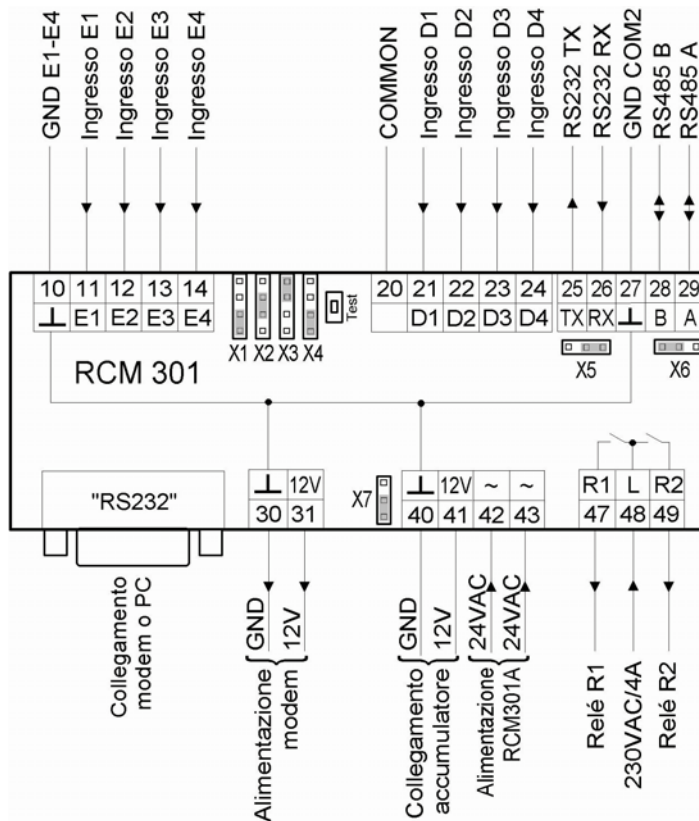 GND E1-E4
Ingresso E1
Ingresso E2
Ingresso E3
Ingresso E4
COMMON
Ingresso D1
Ingresso D2
Ingresso D3
Ingresso D4
RS232 TX
RS232 RX
GND COM2
RS485 B
RS485 A
10 11 12 13 14
E1 E2 E3 E4
X1 X2 X3 X4
Test
20 21 22 23 24
D1 D2 D3 D4
25 26 27 28 29
TX RX B A
X5
X6
RCM 301
"RS232"
12V
30 31
X7
12V ~ ~
40 41 42 43
R1 L R2
47 48 49
Collegamento
modem o PC
GND
12V
Alimentazione
modem
GND
12V
Collegamento
accumulatore
24VAC
24VAC
Alimentazione
RCM301A
Relé R1
230VAC/4A
Relé R2